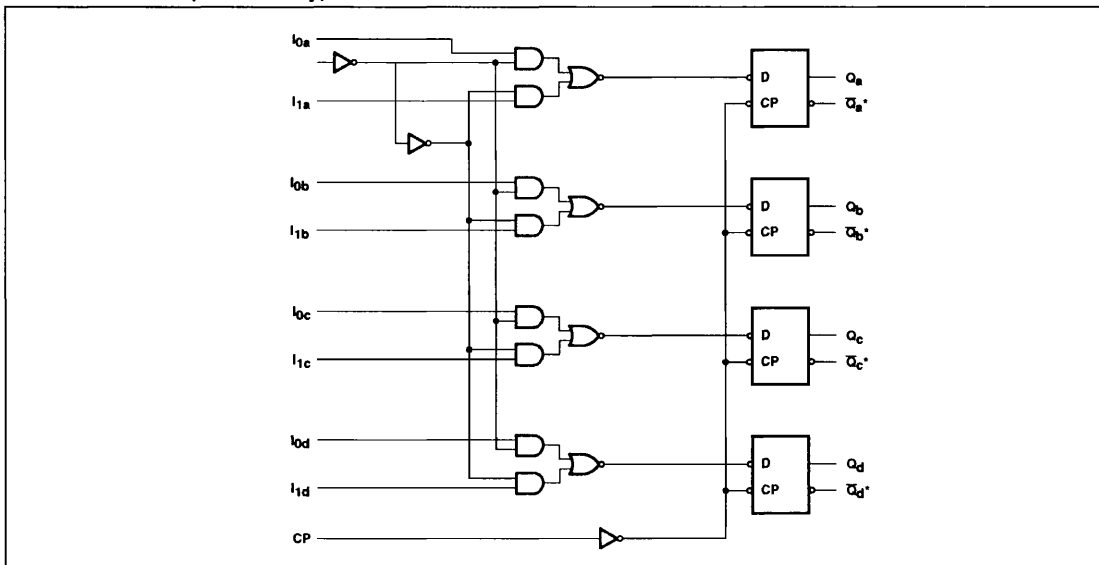 I0a
I1a
I0b
I1b
I0c
I1c
I0d
I1d
CP
D Qa
CP Q̅a*
D Qb
CP Q̅b*
D Qc
CP Q̅c*
D Qd
CP Q̅d*